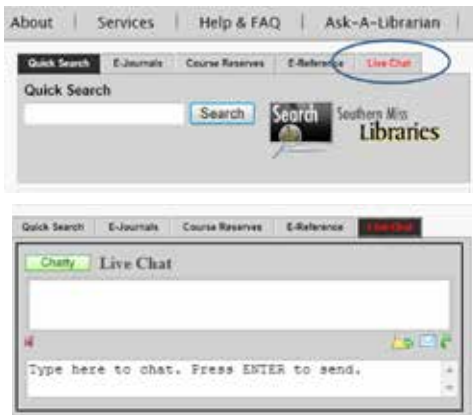 About | Services | Help & FAQ | Ask-A-Librarian |
Quick Search E-Journals Course Reserves E-Reference Live Chat
Quick Search
Search Search Southern Miss
Libraries
Quick Search E-Journals Course Reserves E-Reference Live Chat
Chatty Live Chat
Type here to chat. Press ENTER to send.